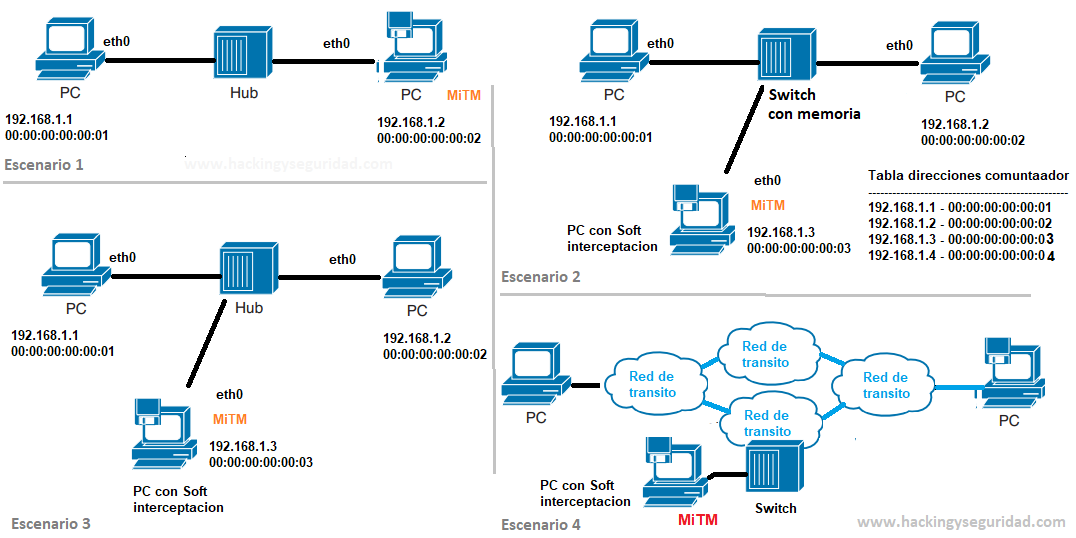 eth0
eth0
PC
Hub
PC
MiTM
192.168.1.1
00:00:00:00:00:01
192.168.1.2
00:00:00:00:00:02
Escenario 1
www.hackingyseguridad.com
eth0
eth0
PC
Switch
con memoria
PC
192.168.1.1
00:00:00:00:00:01
192.168.1.2
00:00:00:00:00:02
eth0
MiTM
PC con Soft
interceptacion
192.168.1.3
00:00:00:00:00:03
Tabla direcciones comuntaador
------------------------------------------------
192.168.1.1 - 00:00:00:00:00:01
192.168.1.2 - 00:00:00:00:00:02
192.168.1.3 - 00:00:00:00:00:03
192-168.1.4 - 00:00:00:00:00:04
Escenario 2
eth0
eth0
PC
Hub
PC
192.168.1.1
00:00:00:00:00:01
192.168.1.2
00:00:00:00:00:02
eth0
MiTM
192.168.1.3
00:00:00:00:00:03
PC con Soft
interceptacion
Escenario 3
PC
Red de
transito
Red de
transito
Red de
transito
Red de
transito
PC
PC con Soft
interceptacion
MiTM
Switch
Escenario 4
www.hackingyseguridad.com